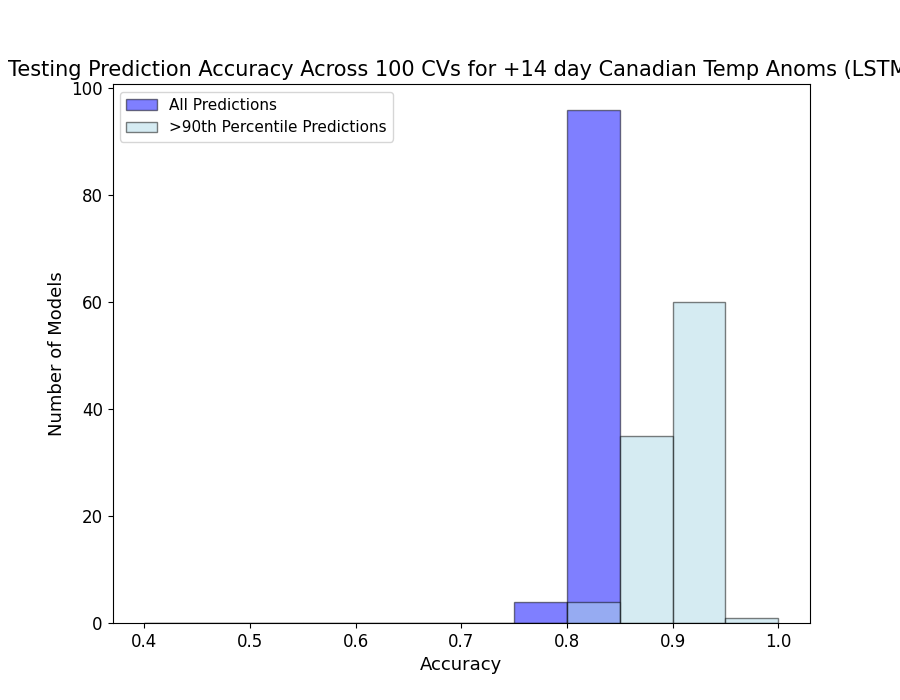 Testing Prediction Accuracy Across 100 CVs for +14 day Canadian Temp Anoms (LSTM
100
80
60
40
20
0
All Predictions
>90th Percentile Predictions
Number of Models
0.4 0.5 0.6 0.7 0.8 0.9 1.0
Accuracy